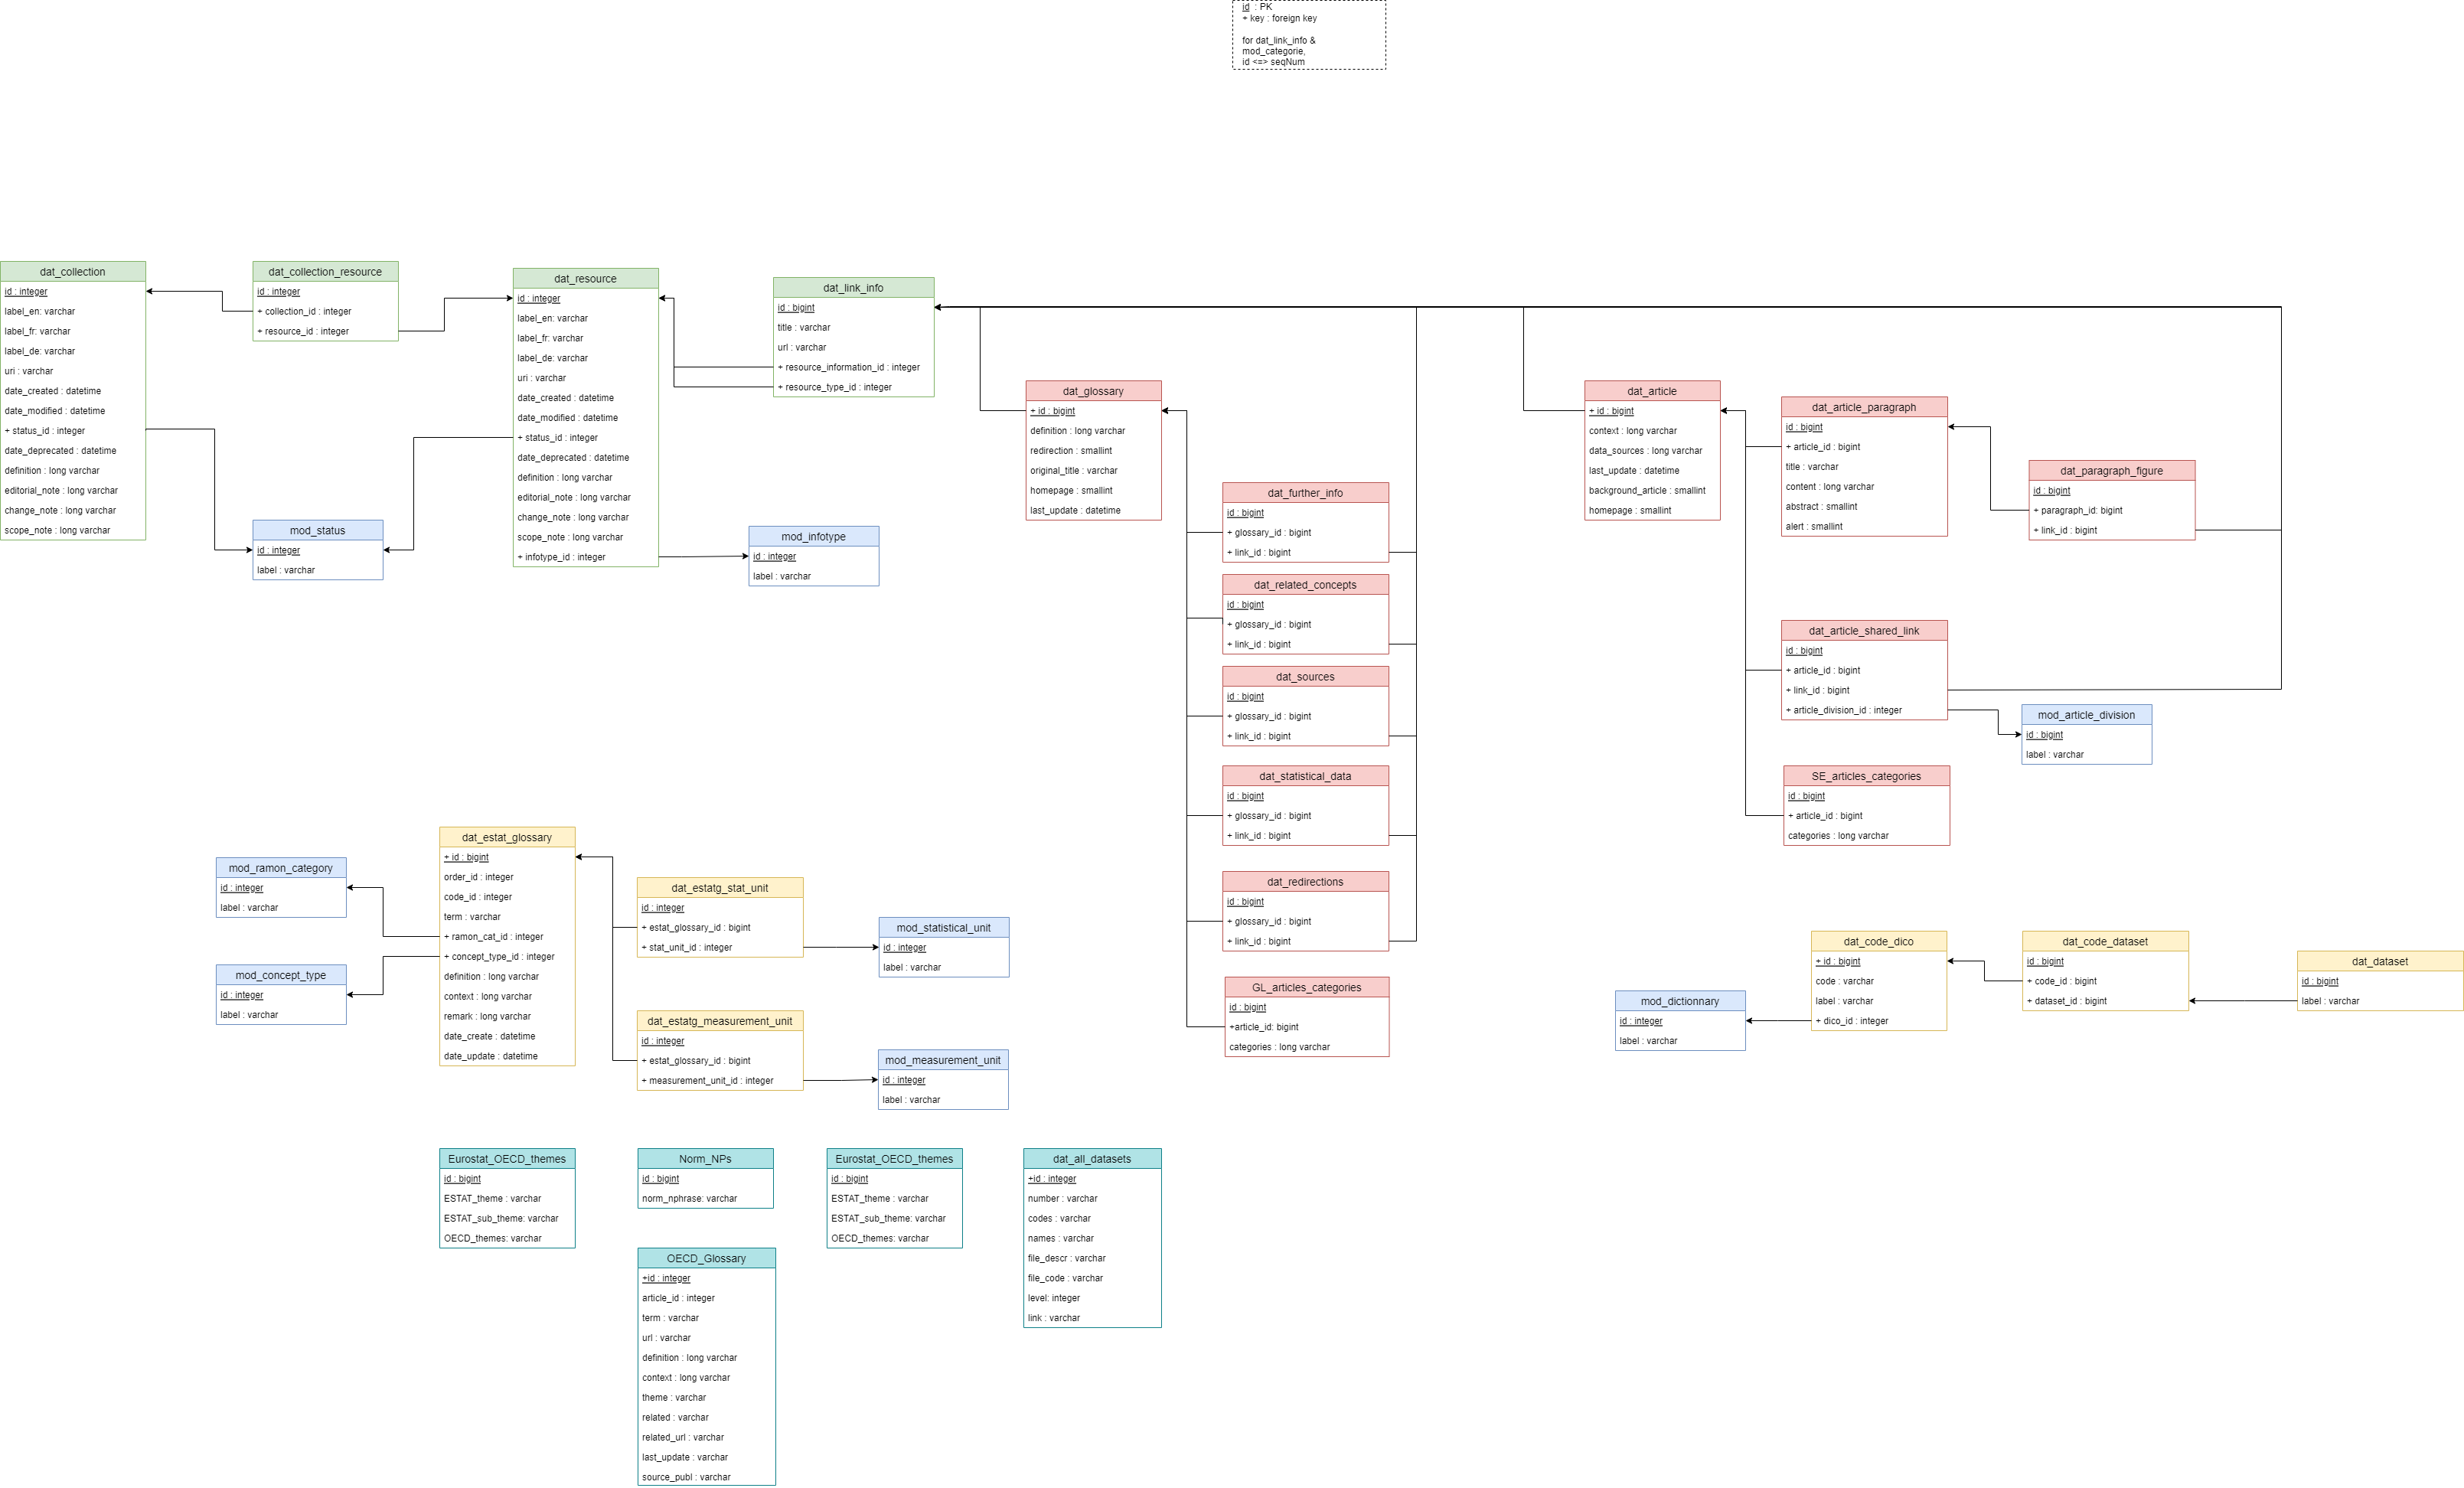 id : PK
+ key : foreign key
for dat_link_info &
mod_categorie,
id <=> seqNum
dat_collection
id : integer
label_en: varchar
label_fr: varchar
label_de: varchar
uri : varchar
date_created : datetime
date_modified : datetime
+ status_id : integer
date_deprecated : datetime
definition : long varchar
editorial_note : long varchar
change_note : long varchar
scope_note : long varchar
dat_collection_resource
id : integer
+ collection_id : integer
+ resource_id : integer
mod_status
id : integer
label : varchar
dat_resource
id : integer
label_en: varchar
label_fr: varchar
label_de: varchar
uri : varchar
date_created : datetime
date_modified : datetime
+ status_id : integer
date_deprecated : datetime
definition : long varchar
editorial_note : long varchar
change_note : long varchar
scope_note : long varchar
+ infotype_id : integer
dat_link_info
id : bigint
title : varchar
url : varchar
+ resource_information_id : integer
+ resource_type_id : integer
mod_infotype
id : integer
label : varchar
dat_glossary
+ id : bigint
definition : long varchar
redirection : smallint
original_title : varchar
homepage : smallint
last_update : datetime
dat_further_info
id : bigint
+ glossary_id : bigint
+ link_id : bigint
dat_related_concepts
id : bigint
+ glossary_id : bigint
+ link_id : bigint
dat_sources
id : bigint
+ glossary_id : bigint
+ link_id : bigint
dat_statistical_data
id : bigint
+ glossary_id : bigint
+ link_id : bigint
dat_redirections
id : bigint
+ glossary_id : bigint
+ link_id : bigint
GL_articles_categories
id : bigint
+article_id: bigint
categories : long varchar
dat_article
+ id : bigint
context : long varchar
data_sources : long varchar
last_update : datetime
background_article : smallint
homepage : smallint
dat_article_paragraph
id : bigint
+ article_id : bigint
title : varchar
content : long varchar
abstract : smallint
alert : smallint
dat_paragraph_figure
id : bigint
+ paragraph_id: bigint
+ link_id : bigint
dat_article_shared_link
id : bigint
+ article_id : bigint
+ link_id : bigint
+ article_division_id : integer
mod_article_division
id : bigint
label : varchar
SE_articles_categories
id : bigint
+ article_id : bigint
categories : long varchar
mod_ramon_category
id : integer
label : varchar
mod_concept_type
id : integer
label : varchar
dat_estat_glossary
+ id : bigint
order_id : integer
code_id : integer
term : varchar
+ ramon_cat_id : integer
+ concept_type_id : integer
definition : long varchar
context : long varchar
remark : long varchar
date_create : datetime
date_update : datetime
dat_estatg_stat_unit
id : integer
+ estat_glossary_id : bigint
+ stat_unit_id : integer
mod_statistical_unit
id : integer
label : varchar
dat_estatg_measurement_unit
id : integer
+ estat_glossary_id : bigint
+ measurement_unit_id : integer
mod_measurement_unit
id : integer
label : varchar
mod_dictionnary
id : integer
label : varchar
dat_code_dico
+ id : bigint
code : varchar
label : varchar
+ dico_id : integer
dat_code_dataset
id : bigint
+ code_id : bigint
+ dataset_id : bigint
dat_dataset
id : bigint
label : varchar
Eurostat_OECD_themes
id : bigint
ESTAT_theme : varchar
ESTAT_sub_theme: varchar
OECD_themes: varchar
Norm_NPs
id : bigint
norm_nphrase: varchar
Eurostat_OECD_themes
id : bigint
ESTAT_theme : varchar
ESTAT_sub_theme: varchar
OECD_themes: varchar
dat_all_datasets
+id : integer
number : varchar
codes : varchar
names : varchar
file_descr : varchar
file_code : varchar
level: integer
link : varchar
OECD_Glossary
+id : integer
article_id : integer
term : varchar
url : varchar
definition : long varchar
context : long varchar
theme : varchar
related : varchar
related_url : varchar
last_update : varchar
source_publ : varchar